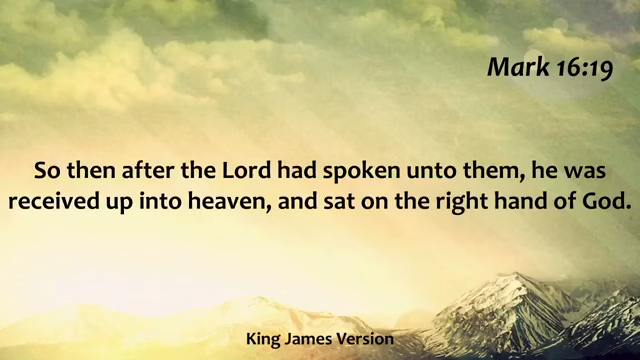 Mark 16:19
So then after the Lord had spoken unto them, he was
received up into heaven, and sat on the right hand of God.
King James Version